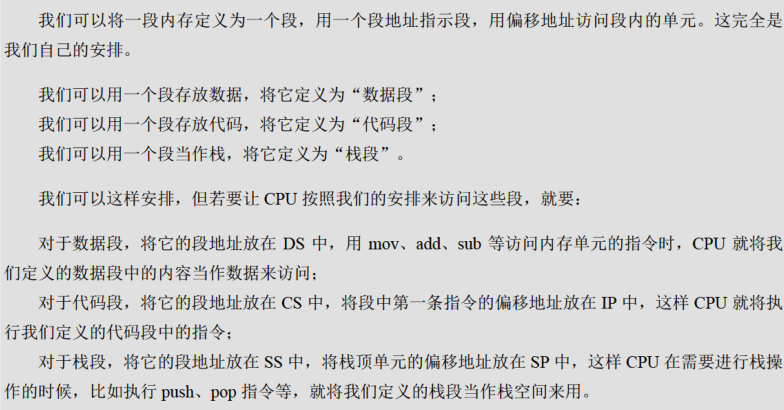 我们可以将一段内存定义为一个段，用一个段地址指示段，用偏移地址访问段内的单元。这完全是
我们自己的安排。
我们可以用一个段存放数据，将它定义为“数据段”；
我们可以用一个段存放代码，将它定义为“代码段”；
我们可以用一个段当作栈，将它定义为“栈段”。
我们可以这样安排，但若要让 CPU 按照我们的安排来访问这些段，就要：
对于数据段，将它的段地址放在 DS 中，用 mov、add、sub 等访问内存单元的指令时，CPU 就将我
们定义的数据段中的内容当作数据来访问；
对于代码段，将它的段地址放在 CS 中，将段中第一条指令的偏移地址放在 IP 中，这样 CPU 就将执
行我们定义的代码段中的指令；
对于栈段，将它的段地址放在 SS 中，将栈顶单元的偏移地址放在 SP 中，这样 CPU 在需要进行栈操
作的时候，比如执行 push、pop 指令等，就将我们定义的栈段当作栈空间来用。